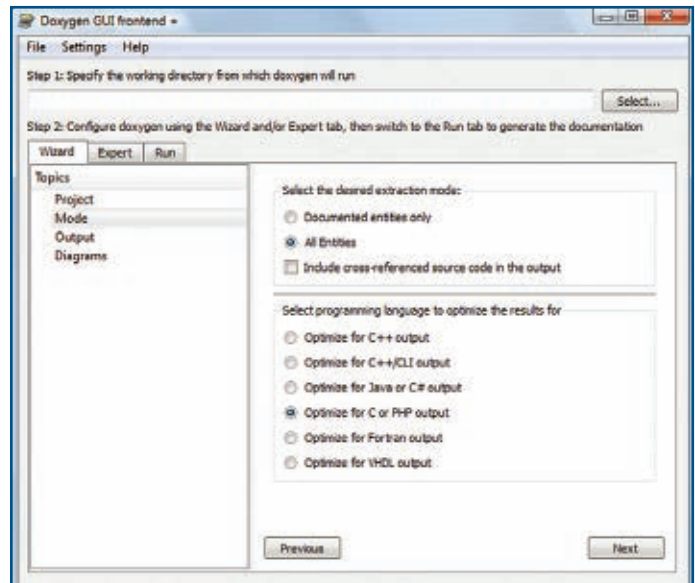 Doxygen GUI frontend +
File Settings Help
Step 1: Specify the working directory from which doxygen will run
Select...
Step 2: Configure doxygen using the Wizard and/or Expert tab, then switch to the Run tab to generate the documentation
Wizard Expert Run
Topics
Project
Mode
Output
Diagrams
Select the desired extraction mode:
Documented entities only
All Entities
Include cross-referenced source code in the output
Select programming language to optimize the results for
Optimize for C++ output
Optimize for C++/CLI output
Optimize for Java or C# output
Optimize for C or PHP output
Optimize for Fortran output
Optimize for VHDL output
Previous
Next